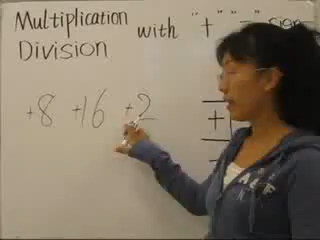 Multiplication
Division
with "+" "-" sign
+8 +16 +2
+